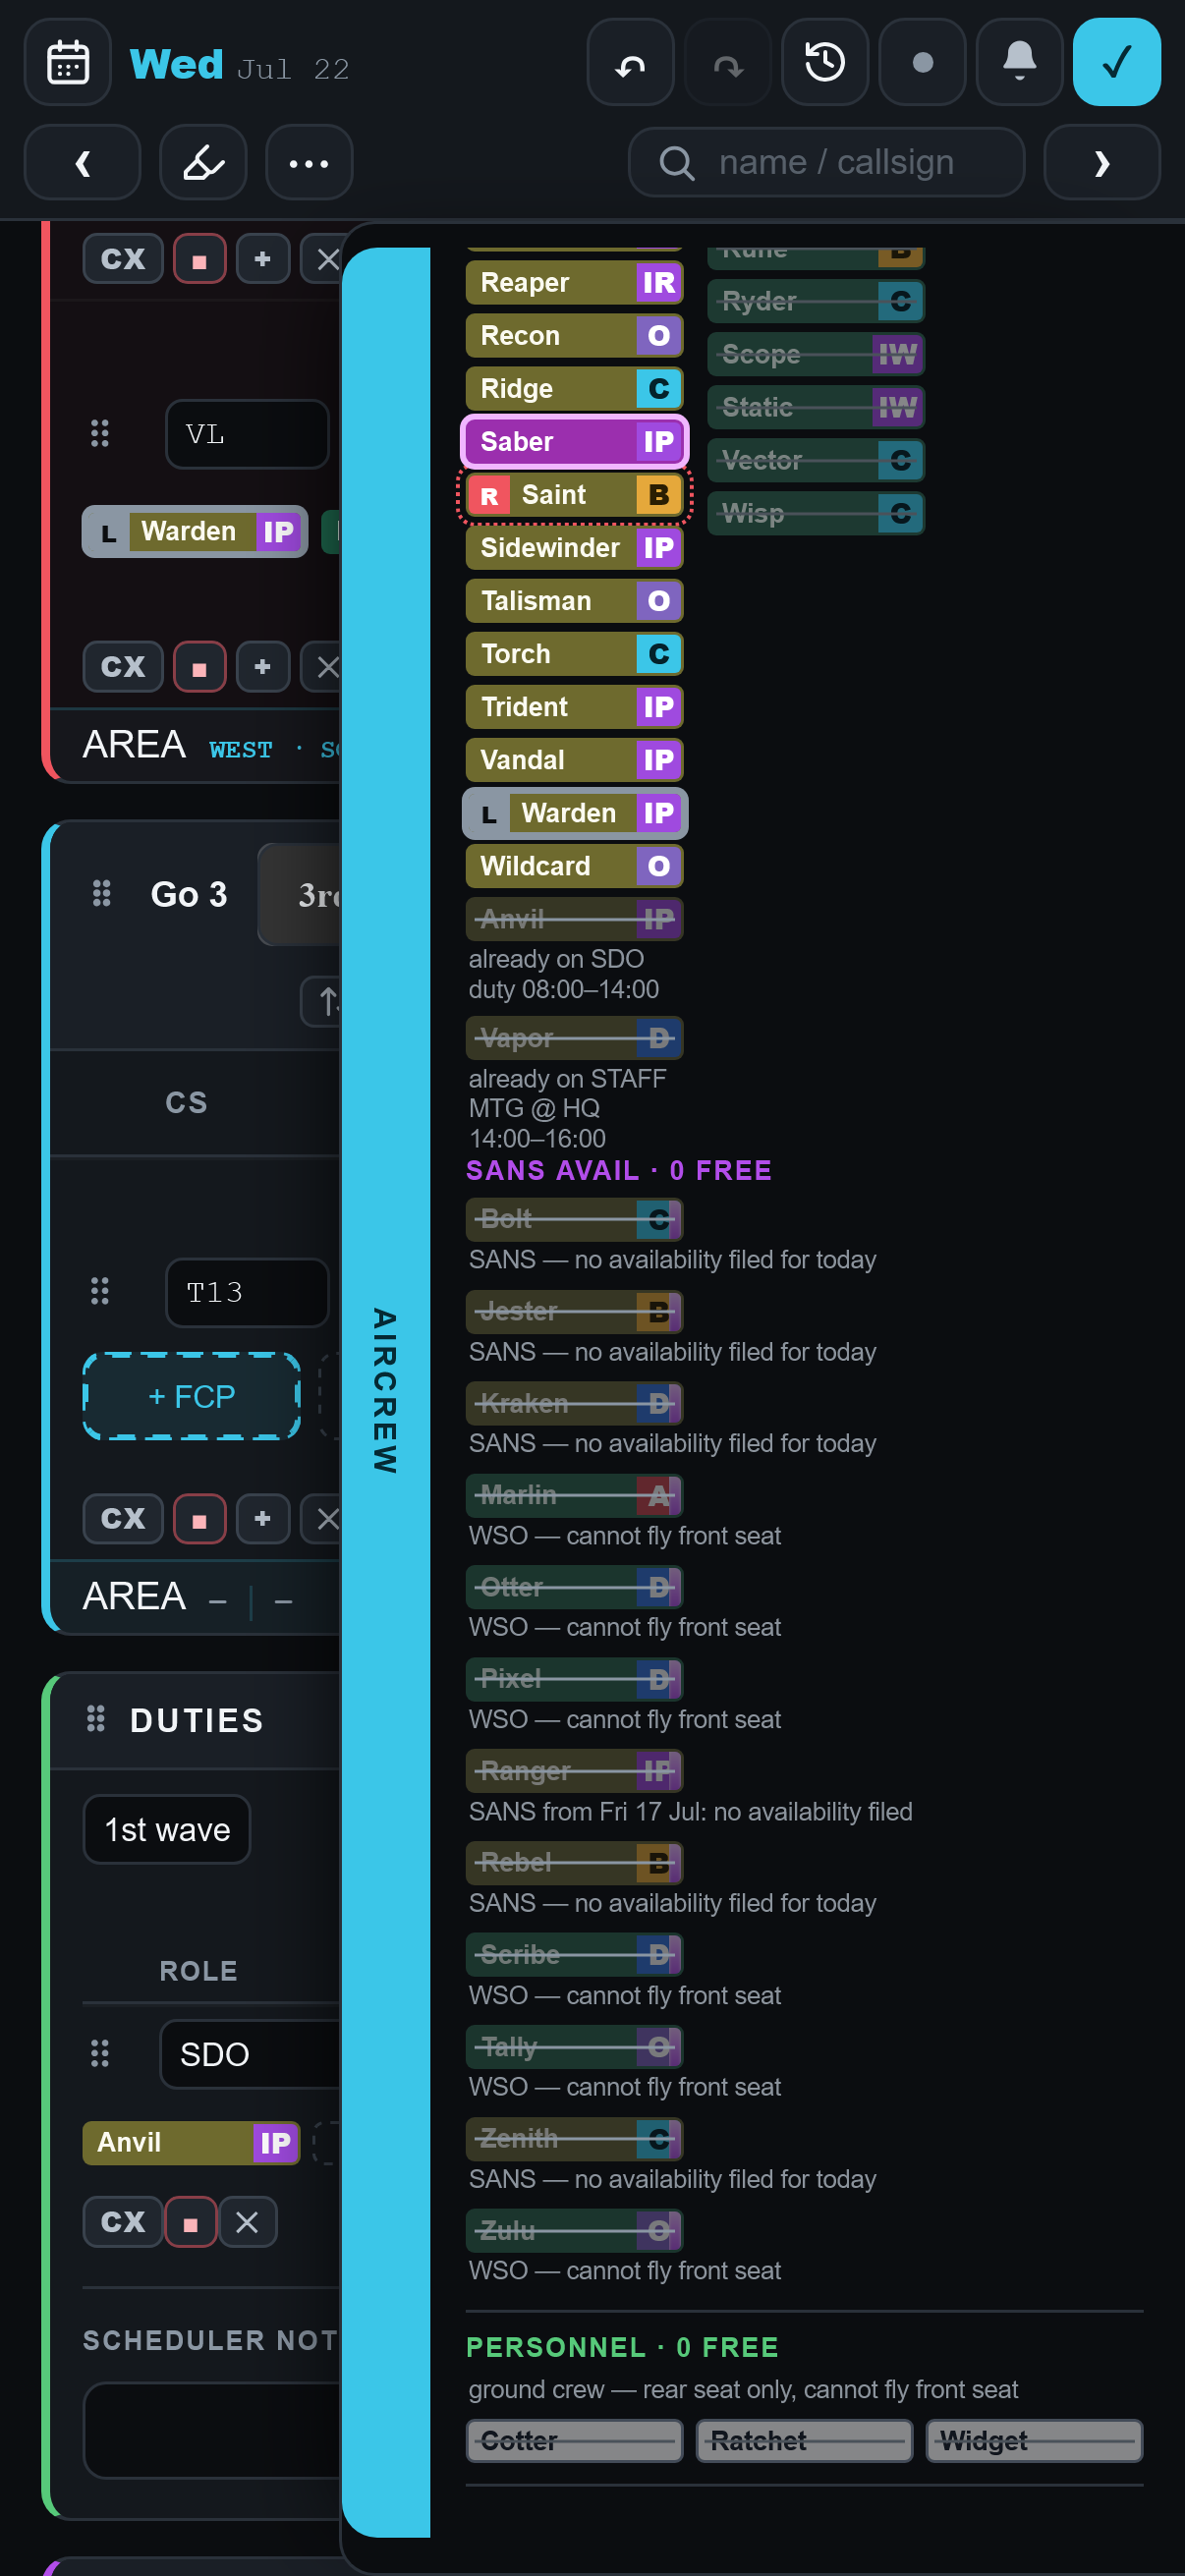 Wed Jul 22
name / callsign
CX
VL
L Warden IP
CX
AREA WEST ·
Go 3
CS
T13
+ FCP
CX
AREA – | –
DUTIES
1st wave
ROLE
SDO
Anvil IP
CX
SCHEDULER NOT
AIRCREW
Reaper IR
Recon O
Ridge C
Saber IP
R Saint B
Sidewinder IP
Talisman O
Torch C
Trident IP
Vandal IP
L Warden IP
Wildcard O
Anvil IP
already on SDO
duty 08:00–14:00
Vapor D
already on STAFF
MTG @ HQ
14:00–16:00
Rune B
Ryder C
Scope IW
Static IW
Vector C
Wisp C
SANS AVAIL · 0 FREE
Bolt C
SANS — no availability filed for today
Jester B
SANS — no availability filed for today
Kraken D
SANS — no availability filed for today
Marlin A
WSO — cannot fly front seat
Otter D
WSO — cannot fly front seat
Pixel D
WSO — cannot fly front seat
Ranger IP
SANS from Fri 17 Jul: no availability filed
Rebel B
SANS — no availability filed for today
Scribe D
WSO — cannot fly front seat
Tally O
WSO — cannot fly front seat
Zenith C
SANS — no availability filed for today
Zulu O
WSO — cannot fly front seat
PERSONNEL · 0 FREE
ground crew — rear seat only, cannot fly front seat
Cotter Ratchet Widget